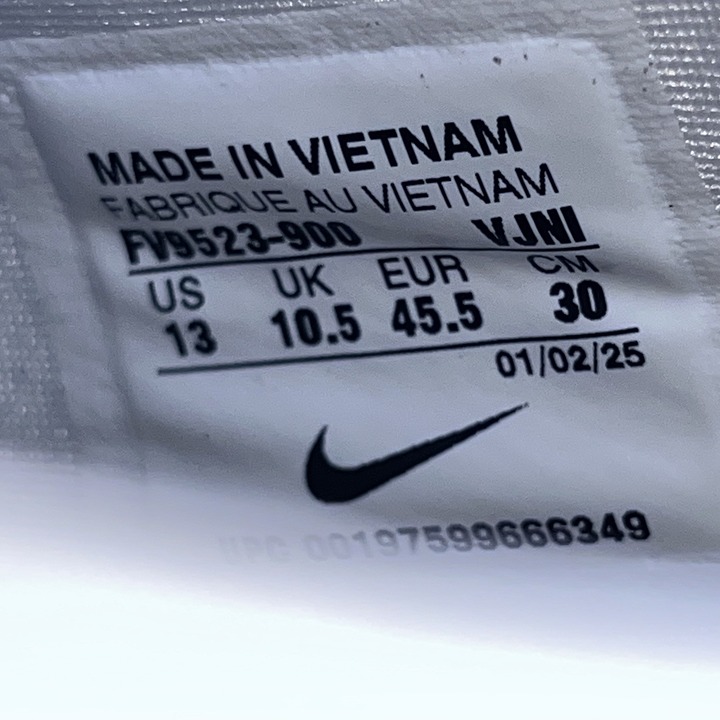 MADE IN VIETNAM
FABRIQUE AU VIETNAM
FV9523-900 VJNI
US UK EUR CM
13 10.5 45.5 30
01/02/25
UPC 00197599666349